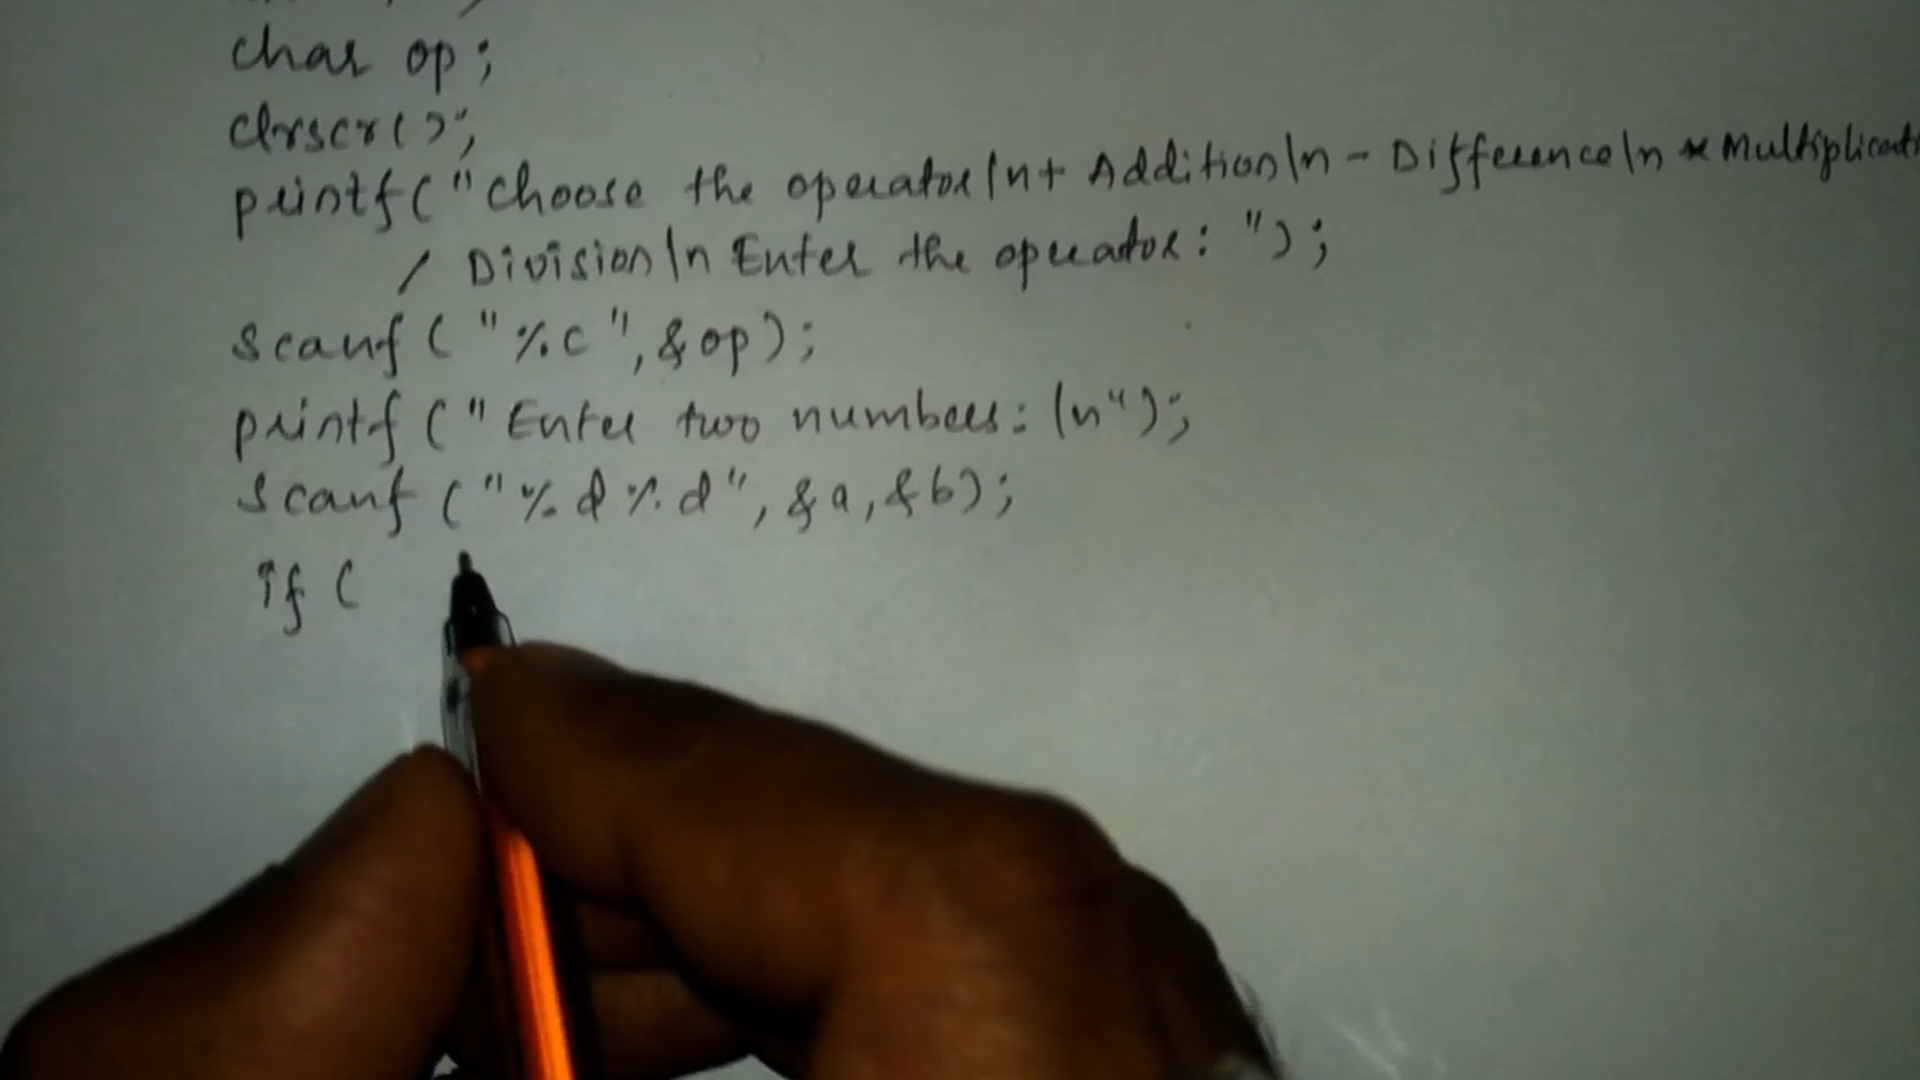 char op;
clrscr();
printf("Choose the operator\n+ Addition\n - Difference\n * Multiplicati
/ Division\n Enter the operator: ");
scanf("%c",&op);
printf("Enter two numbers: \n");
scanf("%d%d",&a,&b);
if (